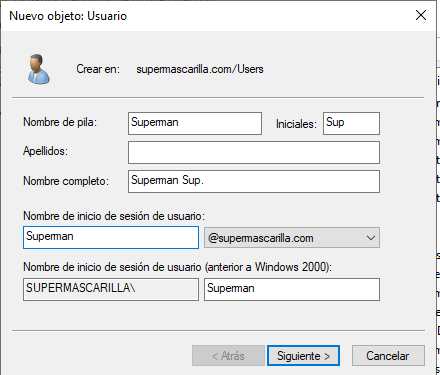 Nuevo objeto: Usuario
Crear en: supermascarilla.com/Users
Nombre de pila: Superman Iniciales: Sup
Apellidos:
Nombre completo: Superman Sup.
Nombre de inicio de sesión de usuario:
Superman @supermascarilla.com
Nombre de inicio de sesión de usuario (anterior a Windows 2000):
SUPERMASCARILLA\ Superman
< Atrás Siguiente > Cancelar